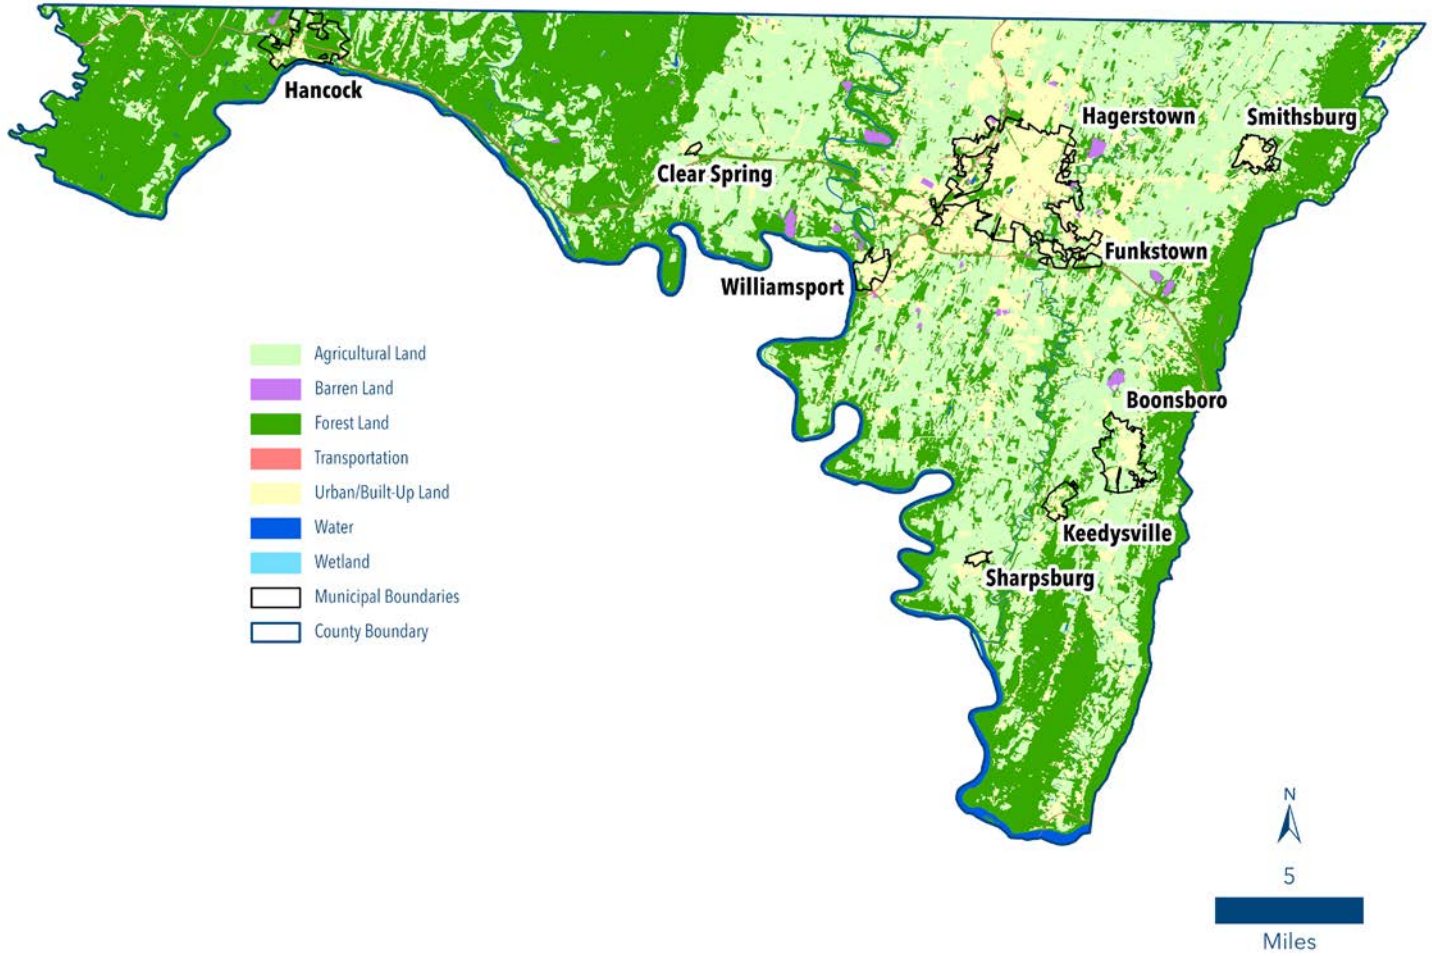 Hancock
Hagerstown
Smithsburg
Clear Spring
Funkstown
Williamsport
Agricultural Land
Barren Land
Forest Land
Transportation
Urban/Built-Up Land
Water
Wetland
Municipal Boundaries
County Boundary
Boonsboro
Keedysville
Sharpsburg
N
5
Miles